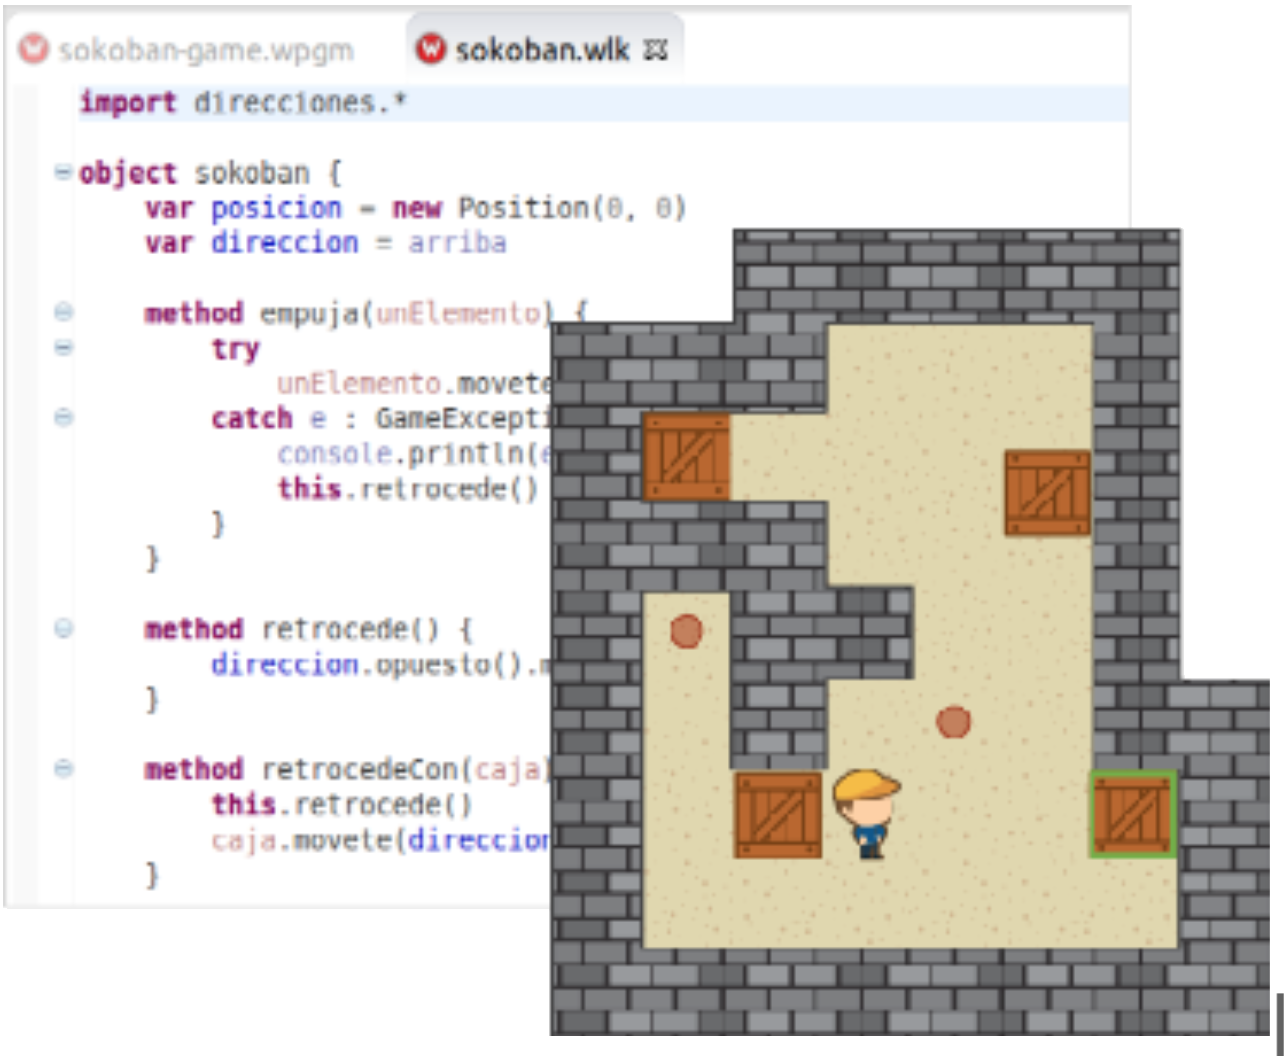 sokoban-game.wpgm
sokoban.wlk
import direcciones.*
object sokoban {
var posicion = new Position(0, 0)
var direccion = arriba
method empuja(unElemento) {
try
unElemento.movete
catch e : GameExcepti
console.println(e
this.retrocede()
}
}
method retrocede() {
direccion.opuesto().m
}
method retrocedeCon(caja)
this.retrocede()
caja.movete(direccion
}